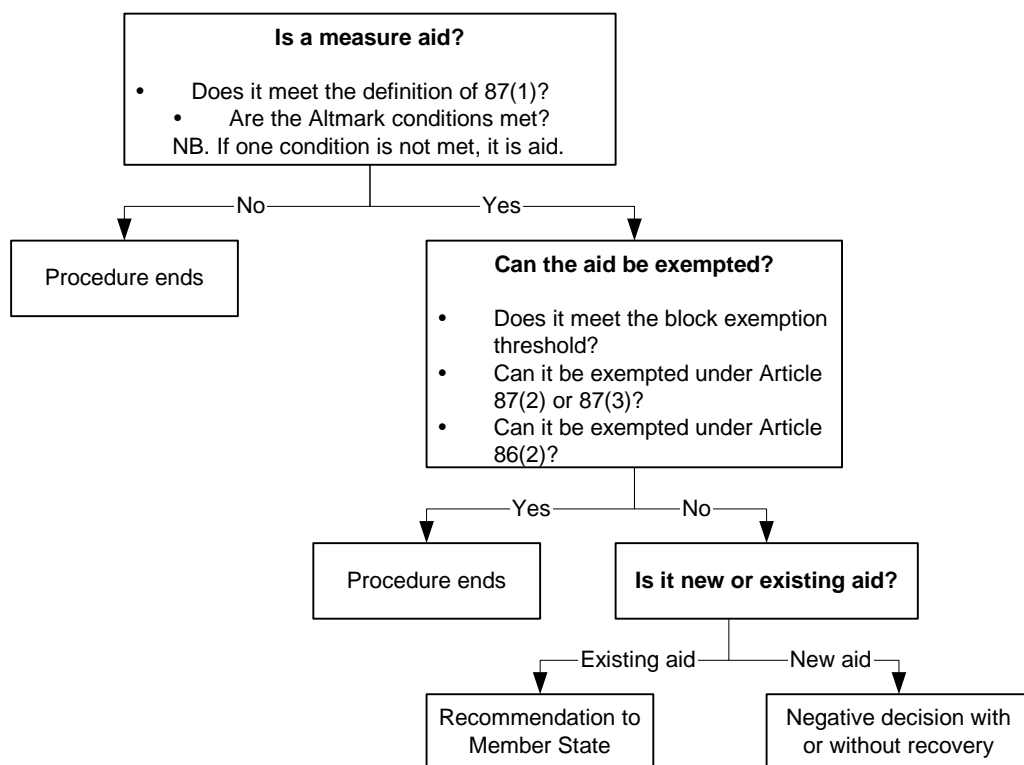 Is a measure aid?
• Does it meet the definition of 87(1)?
• Are the Altmark conditions met?
NB. If one condition is not met, it is aid.
No
Yes
Procedure ends
Can the aid be exempted?
• Does it meet the block exemption
threshold?
• Can it be exempted under Article
87(2) or 87(3)?
• Can it be exempted under Article
86(2)?
Yes
No
Procedure ends
Is it new or existing aid?
Existing aid
New aid
Recommendation to
Member State
Negative decision with
or without recovery